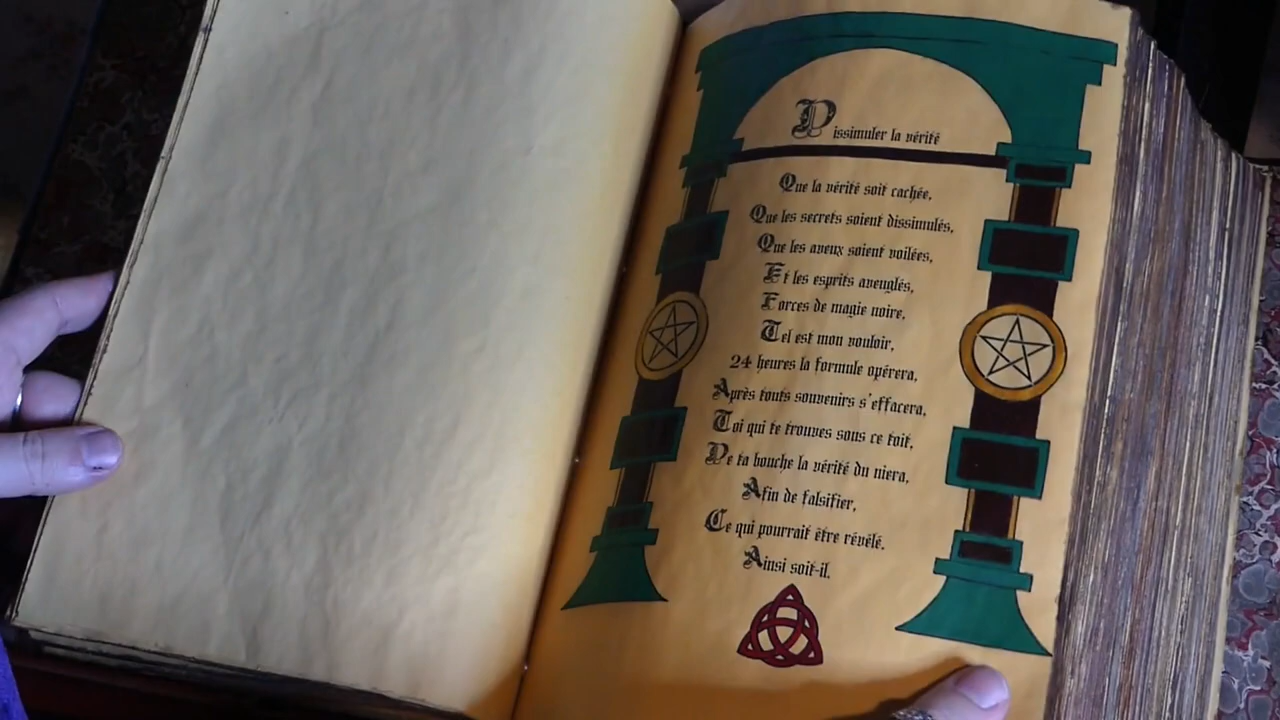 Dissimuler la vérité
Que la vérité soit cachée,
Que les secrets soient dissimulés,
Que les aveux soient voilées,
Et les esprits aveuglés,
Forces de magie noire,
Tel est mon vouloir,
24 heures la formule opérera,
Après touts souvenirs s'effacera,
Toi qui te trouves sous ce toit,
De ta bouche la vérité du niera,
Afin de falsifier,
Ce qui pourrait être révélé.
Ainsi soit-il.